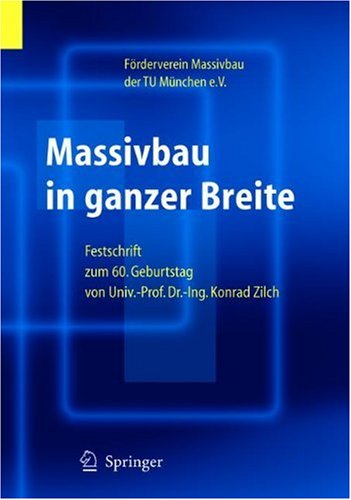 Förderverein Massivbau
der TU München e.V.
Massivbau
in ganzer Breite
Festschrift
zum 60. Geburtstag
von Univ.-Prof. Dr.-Ing. Konrad Zilch
Springer